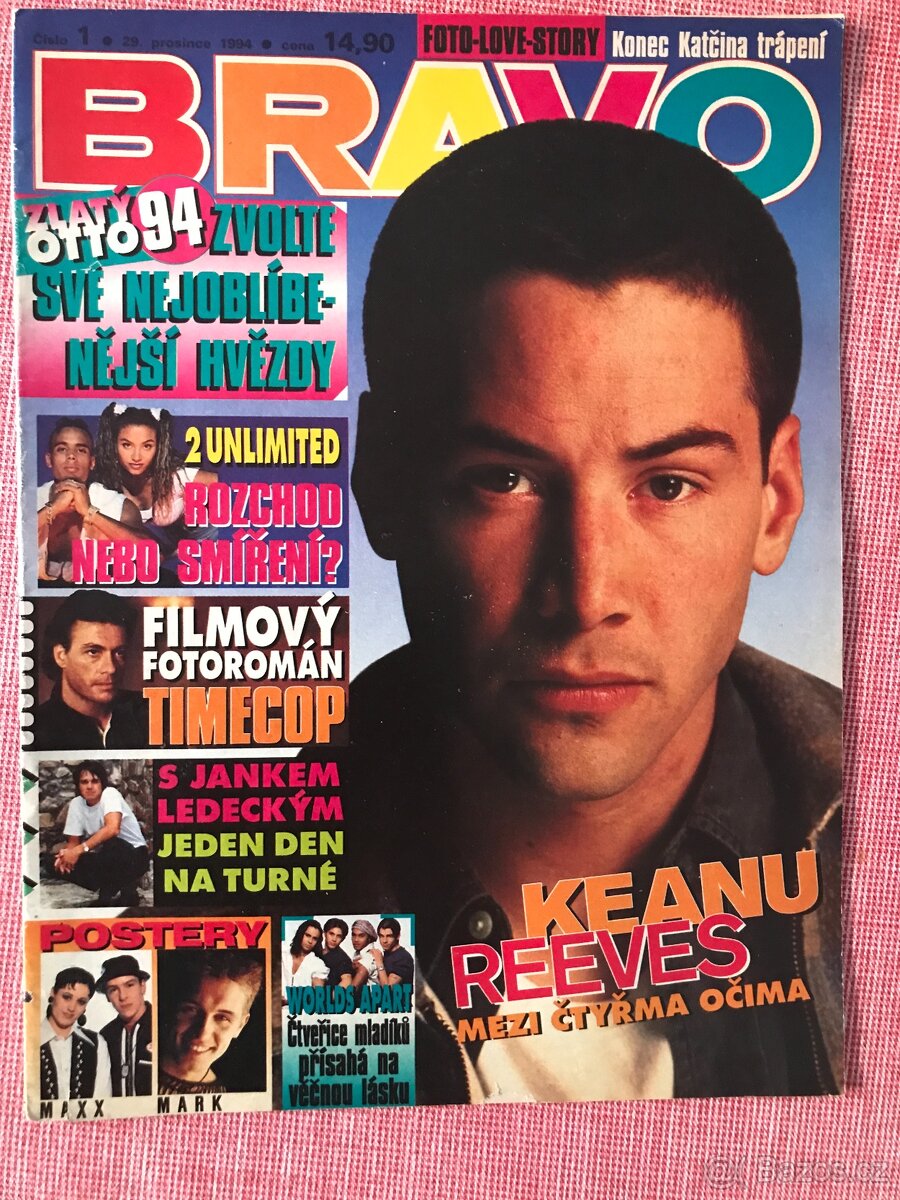 Číslo 1 • 29. prosince 1994 • cena 14,90
FOTO-LOVE-STORY
Konec Katčina trápení
BRAVO
ZLATÝ
OTTO 94
ZVOLTE
SVÉ NEJOBLÍBE-
NĚJŠÍ HVĚZDY
2 UNLIMITED
ROZCHOD
NEBO SMÍŘENÍ?
FILMOVÝ
FOTOROMÁN
TIMECOP
S JANKEM
LEDECKÝM
JEDEN DEN
NA TURNÉ
KEANU
REEVES
MEZI ČTYŘMA OČIMA
POSTERY
MAXX MARK
WORLDS APART
Čtveřice mladíků
přísahá na
věčnou lásku
Bazoš.cz